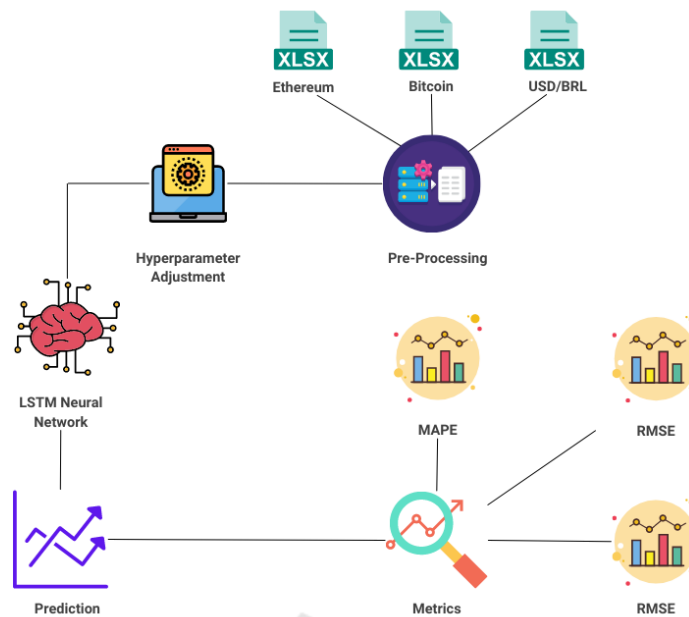 XLSX
XLSX
XLSX
Ethereum
Bitcoin
USD/BRL
Hyperparameter
Adjustment
Pre-Processing
LSTM Neural
Network
MAPE
RMSE
Prediction
Metrics
RMSE